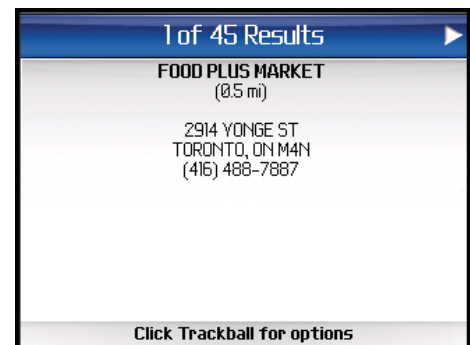 1 of 45 Results
FOOD PLUS MARKET
(0.5 mi)
2914 YONGE ST
TORONTO, ON M4N
(416) 488-7887
Click Trackball for options